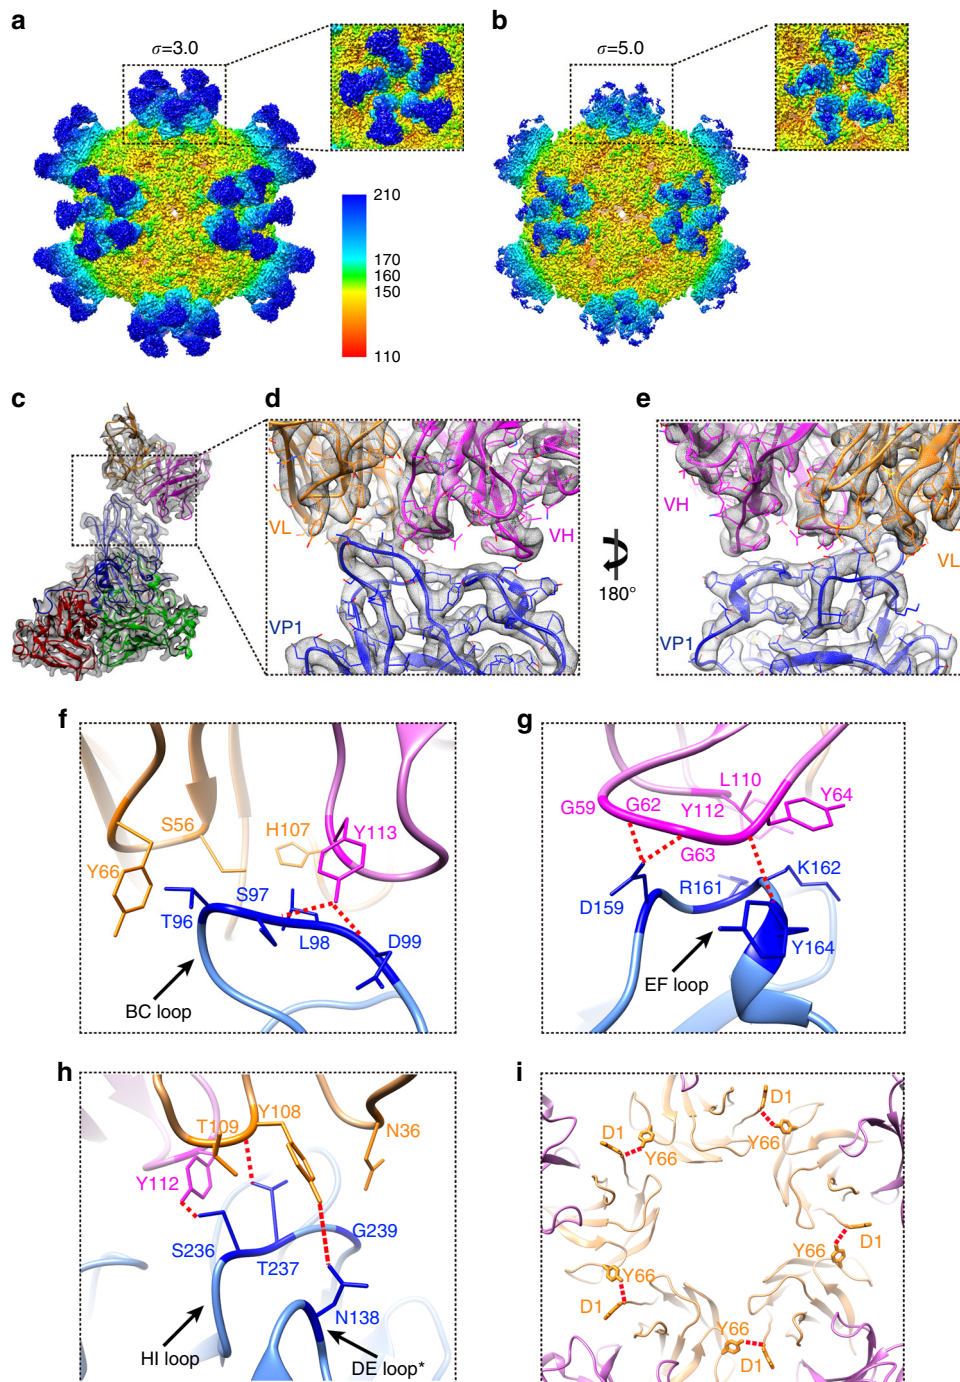 a
σ=3.0
b
σ=5.0
210
170
160
150
110
c
d
e
VL
VH
VP1
180°
VH
VL
VP1
f
g
S56
H107
Y113
Y66
S97
T96
L98
D99
BC loop
L110
G59
G62
Y112
Y64
G63
R161
K162
D159
Y164
EF loop
h
i
T109
Y108
N36
Y112
S236
G239
T237
N138
HI loop
DE loop*
D1
D1
Y66
Y66
D1
Y66
Y66
D1
Y66
D1